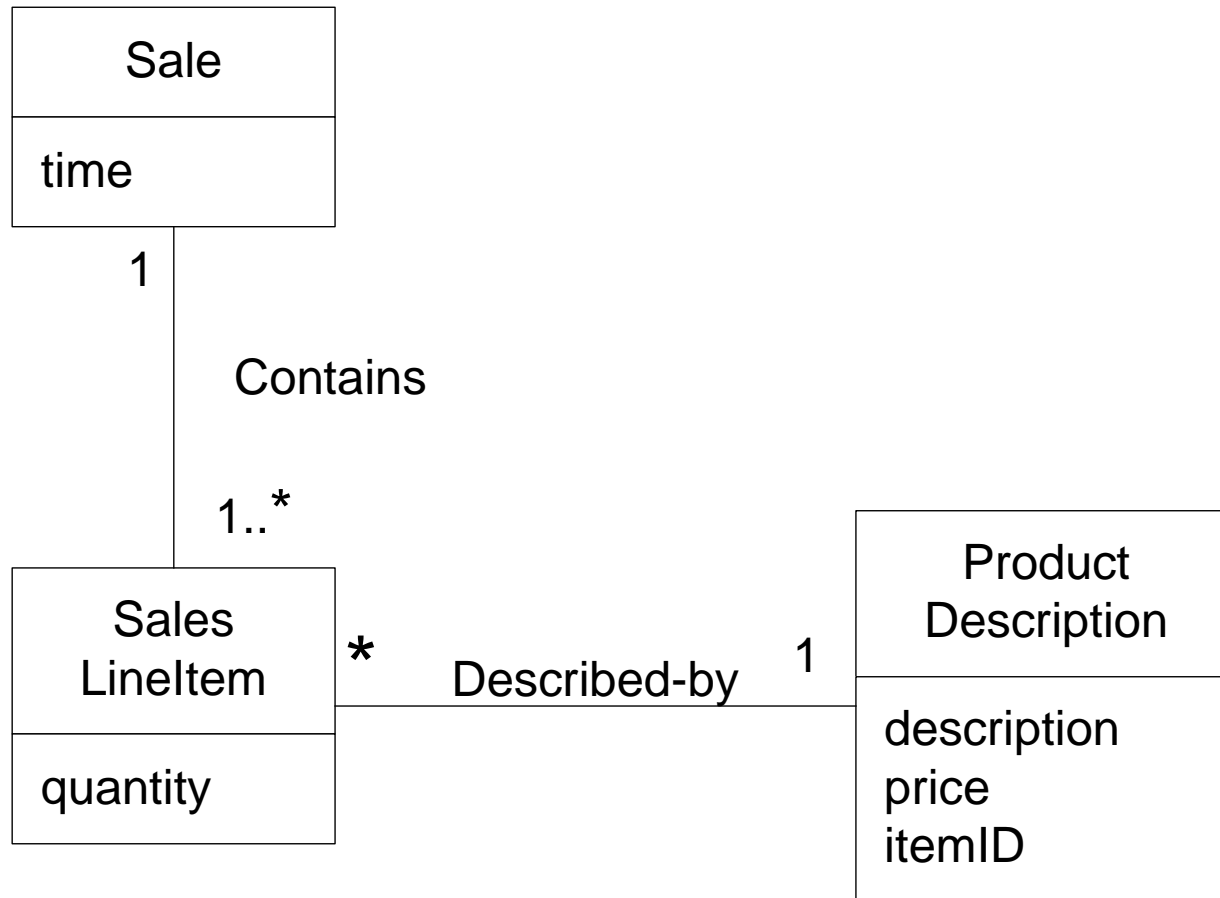 Sale
time
1
Contains
1..*
Sales
LineItem
quantity
*
Described-by
1
Product
Description
description
price
itemID